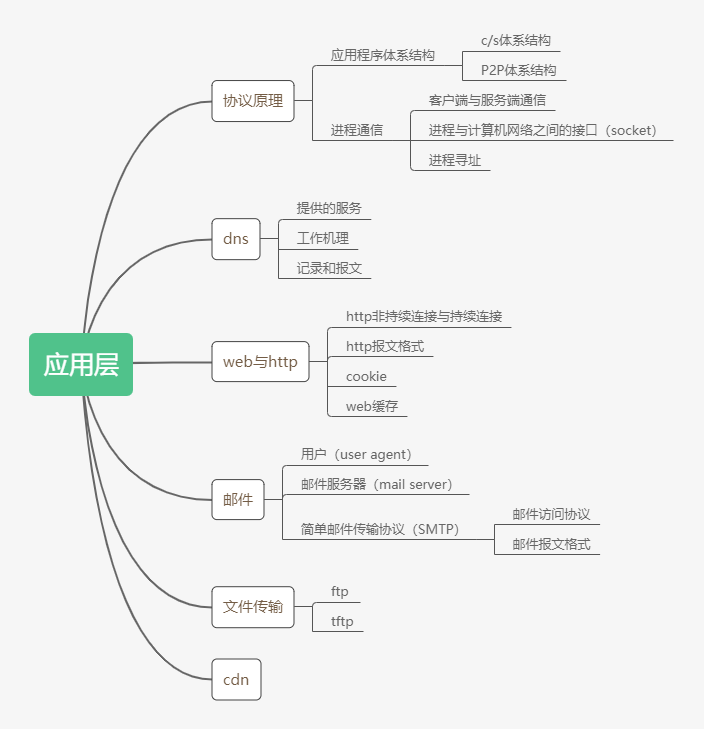 应用层
协议原理
应用程序体系结构
c/s体系结构
P2P体系结构
进程通信
客户端与服务端通信
进程与计算机网络之间的接口（socket）
进程寻址
dns
提供的服务
工作机理
记录和报文
web与http
http非持续连接与持续连接
http报文格式
cookie
web缓存
邮件
用户（user agent）
邮件服务器（mail server）
简单邮件传输协议（SMTP）
邮件访问协议
邮件报文格式
文件传输
ftp
tftp
cdn